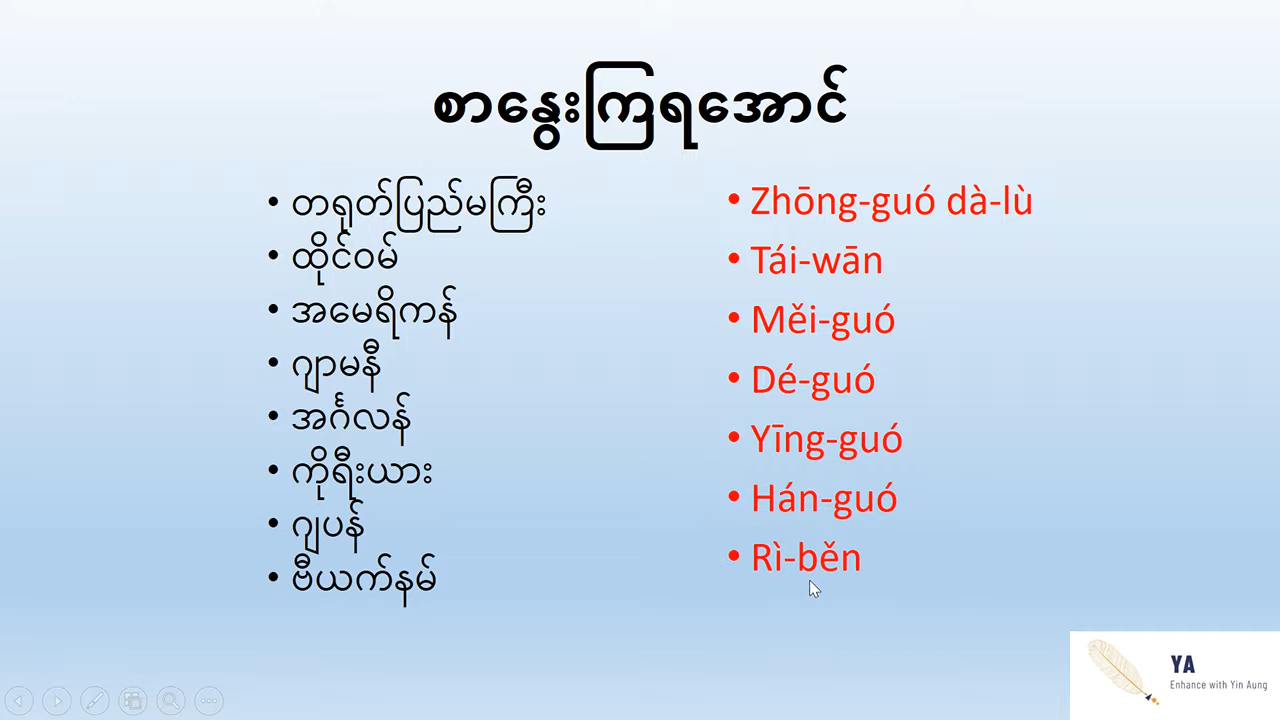 စာနွေးကြရအောင်
• တရုတ်ပြည်မကြီး
• ထိုင်ဝမ်
• အမေရိကန်
• ဂျာမနီ
• အင်္ဂလန်
• ကိုရီးယား
• ဂျပန်
• ဗီယက်နမ်
• Zhōng-guó dà-lù
• Tái-wān
• Měi-guó
• Dé-guó
• Yīng-guó
• Hán-guó
• Rì-běn
YA
Enhance with Yin Aung